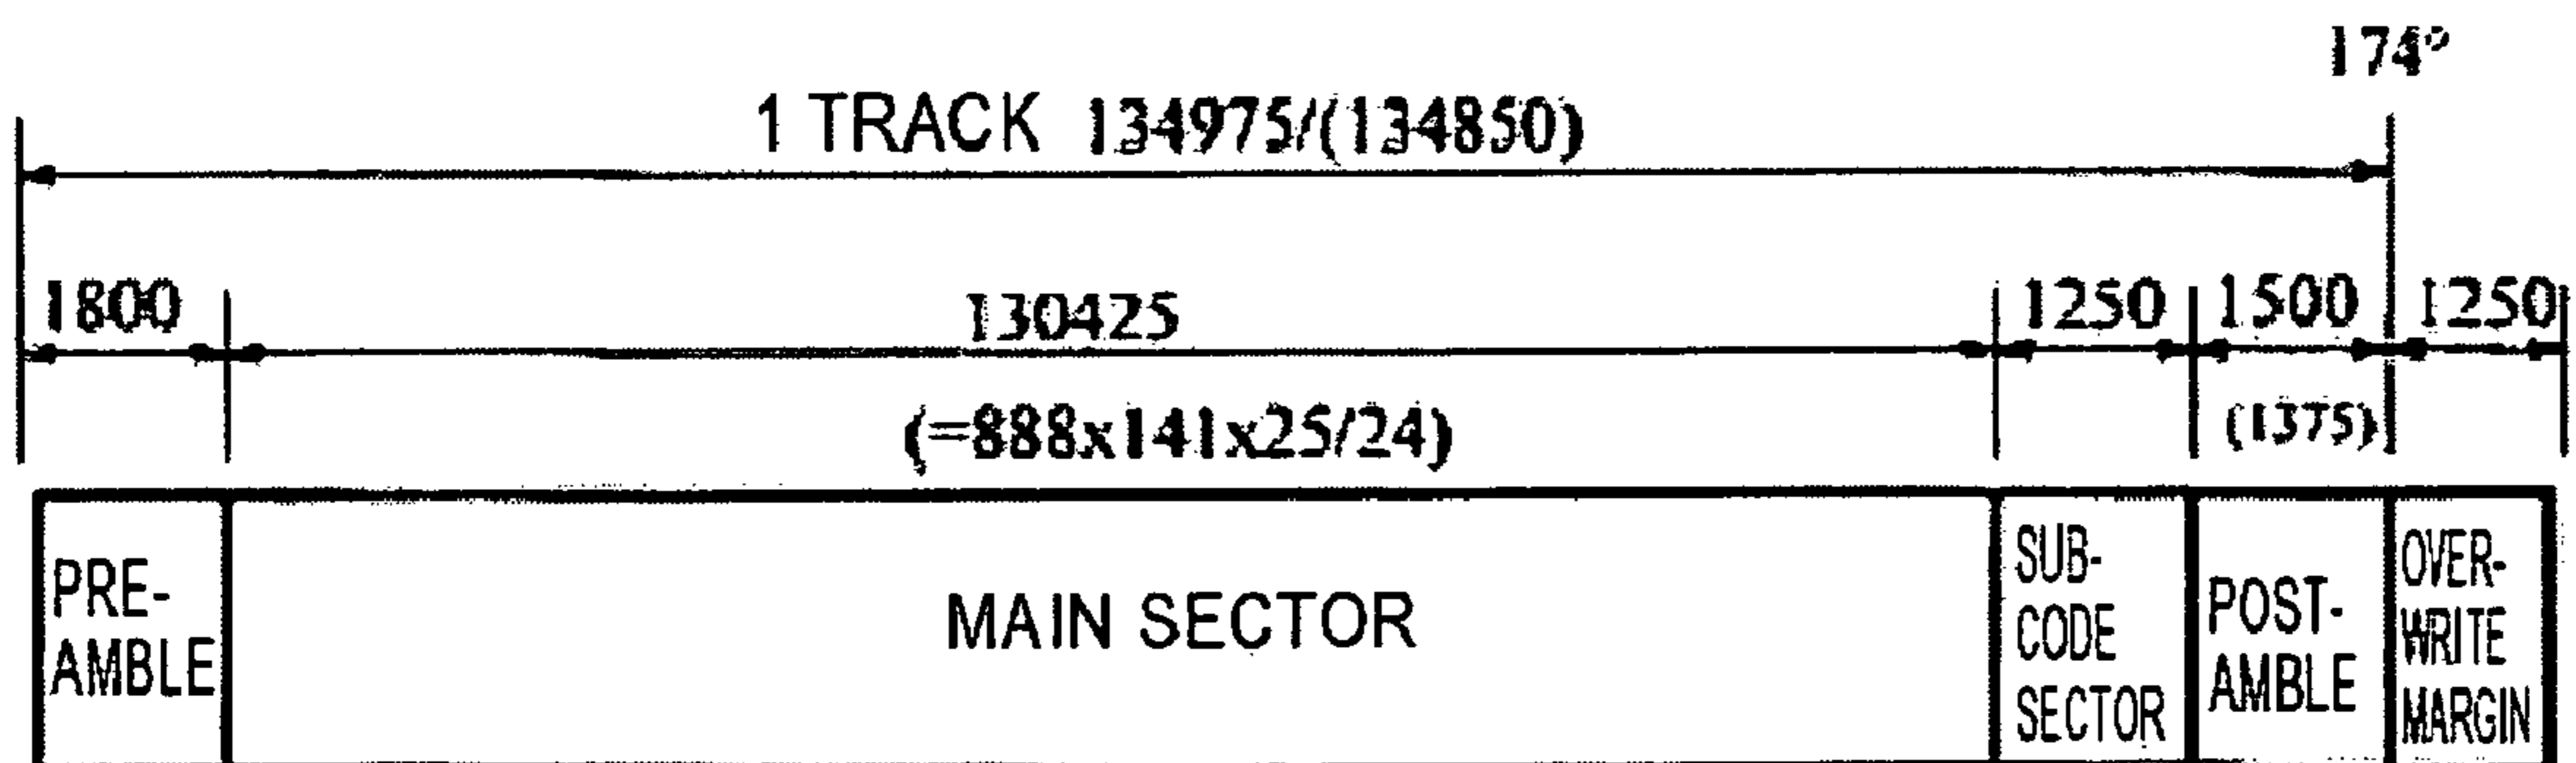 174°
1 TRACK 134975/(134850)
1800 130425 1250 1500 1250
(=888x141x25/24) (1375)
PRE-
AMBLE
MAIN SECTOR
SUB-
CODE
SECTOR
POST-
AMBLE
OVER-
WRITE
MARGIN